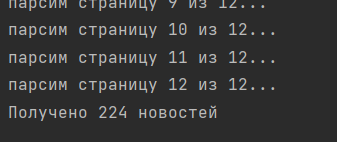 парсим страницу 9 из 12...
парсим страницу 10 из 12...
парсим страницу 11 из 12...
парсим страницу 12 из 12...
Получено 224 новостей